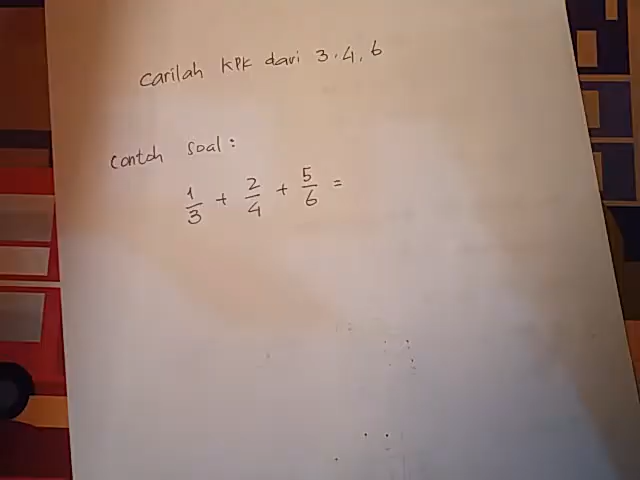 Carilah KPK dari 3.4.6
Contoh soal:
1/3 + 2/4 + 5/6 =